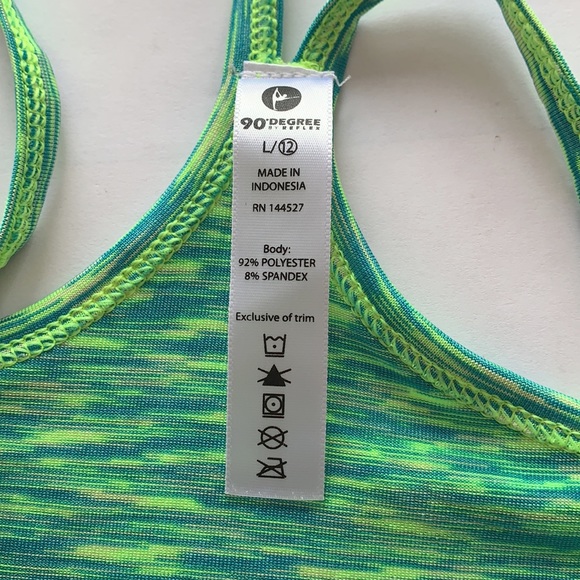 90°DEGREE
BY REFLEX
L/⑫
MADE IN
INDONESIA
RN 144527
Body:
92% POLYESTER
8% SPANDEX
Exclusive of trim